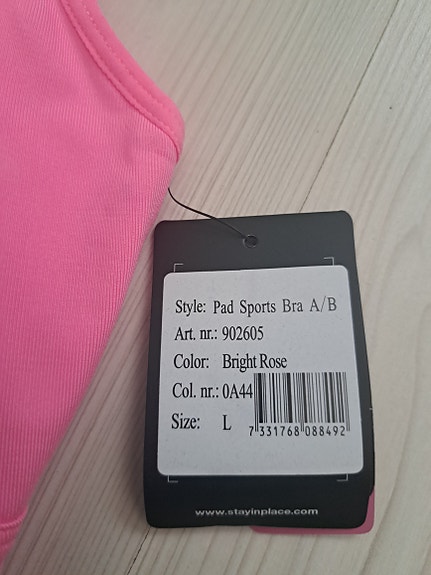 Style: Pad Sports Bra A/B
Art. nr.: 902605
Color: Bright Rose
Col. nr.: 0A44
Size: L
7 331768 088492
www.stayinplace.com